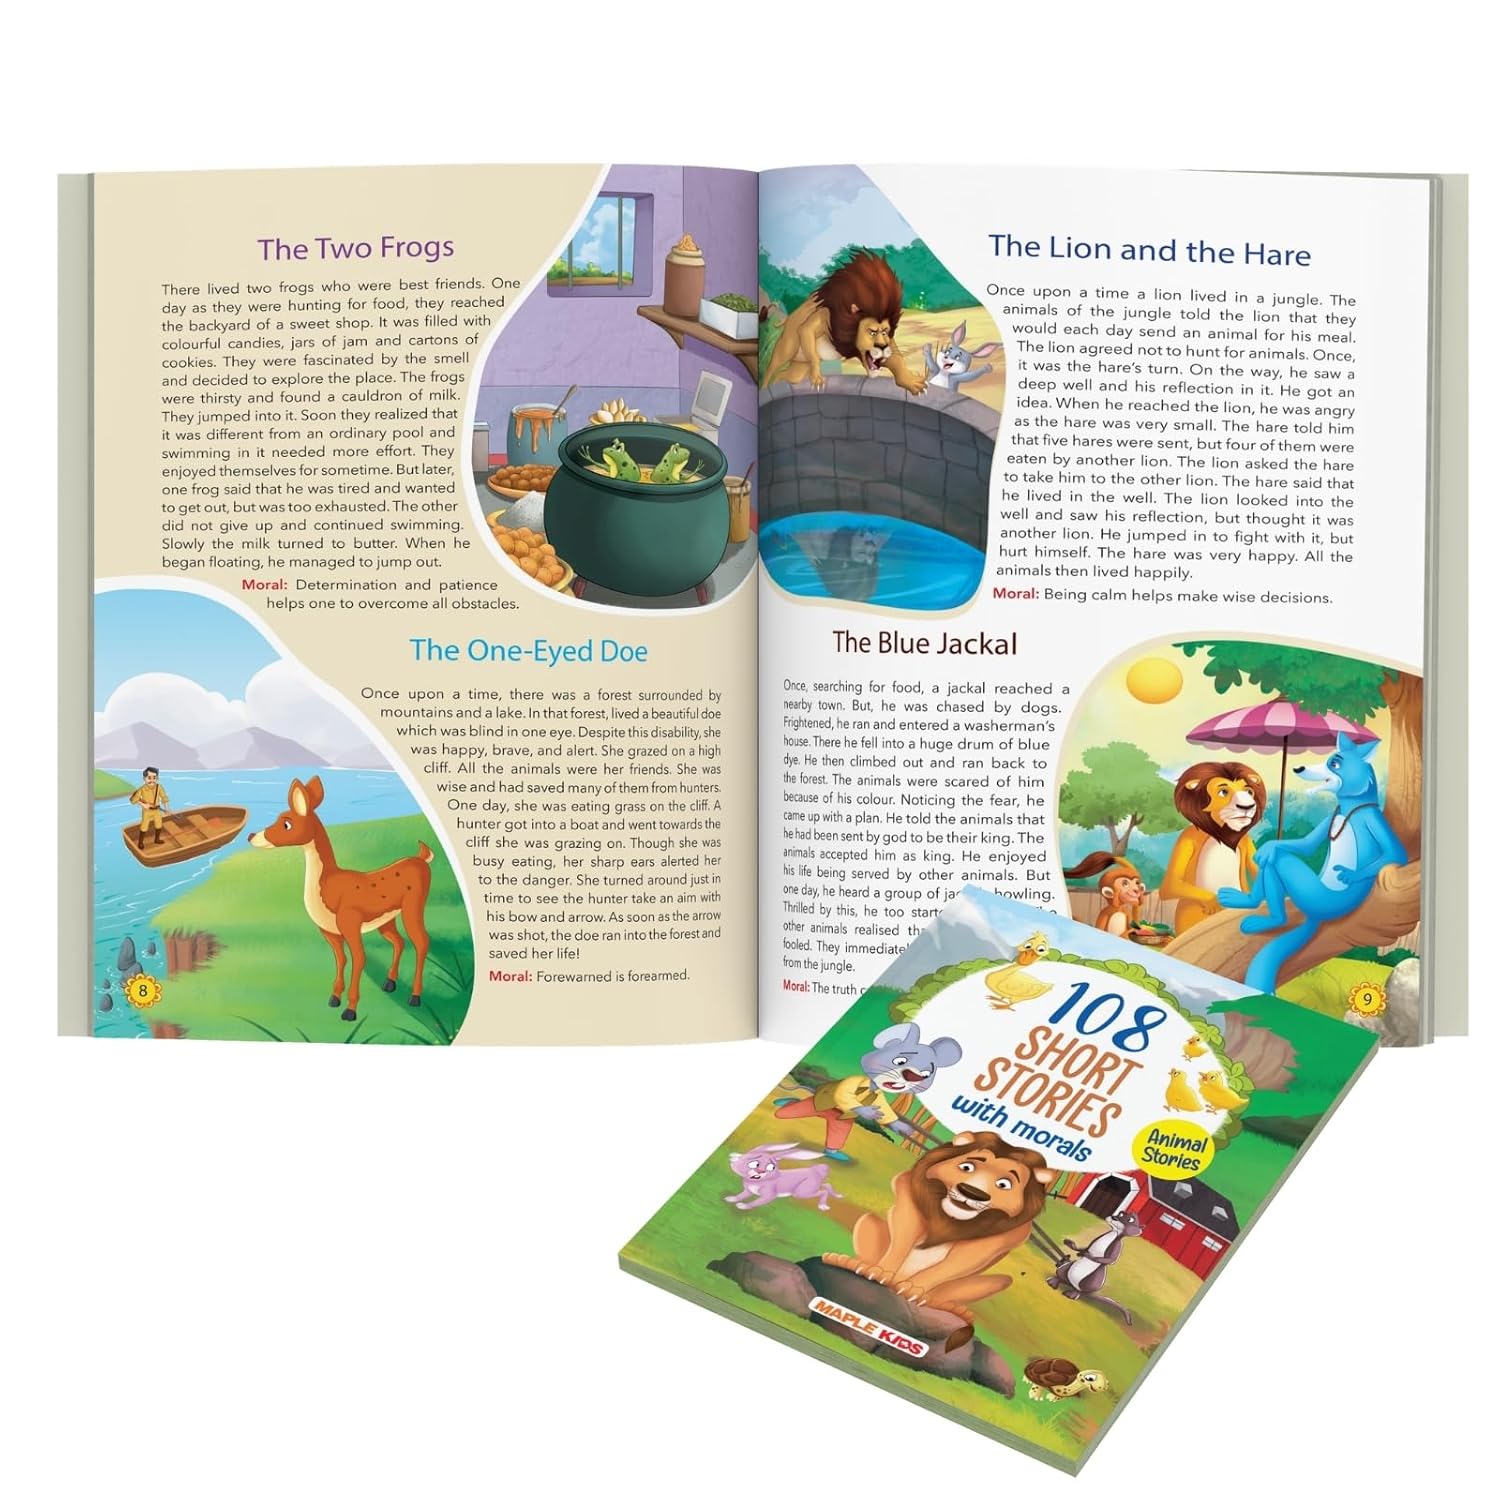 The Two Frogs
There lived two frogs who were best friends. One
day as they were hunting for food, they reached
the backyard of a sweet shop. It was filled with
colourful candies, jars of jam and cartons of
cookies. They were fascinated by the smell
and decided to explore the place. The frogs
were thirsty and found a cauldron of milk.
They jumped into it. Soon they realized that
it was different from an ordinary pool and
swimming in it needed more effort. They
enjoyed themselves for sometime. But later,
one frog said that he was tired and wanted
to get out, but was too exhausted. The other
did not give up and continued swimming.
Slowly the milk turned to butter. When he
began floating, he managed to jump out.
Moral: Determination and patience
helps one to overcome all obstacles.
The One-Eyed Doe
Once upon a time, there was a forest surrounded by
mountains and a lake. In that forest, lived a beautiful doe
which was blind in one eye. Despite this disability, she
was happy, brave, and alert. She grazed on a high
cliff. All the animals were her friends. She was
wise and had saved many of them from hunters.
One day, she was eating grass on the cliff. A
hunter got into a boat and went towards the
cliff she was grazing on. Though she was
busy eating, her sharp ears alerted her
to the danger. She turned around just in
time to see the hunter take an aim with
his bow and arrow. As soon as the arrow
was shot, the doe ran into the forest and
saved her life!
Moral: Forewarned is forearmed.
8
The Lion and the Hare
Once upon a time a lion lived in a jungle. The
animals of the jungle told the lion that they
would each day send an animal for his meal.
The lion agreed not to hunt for animals. Once,
it was the hare's turn. On the way, he saw a
deep well and his reflection in it. He got an
idea. When he reached the lion, he was angry
as the hare was very small. The hare told him
that five hares were sent, but four of them were
eaten by another lion. The lion asked the hare
to take him to the other lion. The hare said that
he lived in the well. The lion looked into the
well and saw his reflection, but thought it was
another lion. He jumped in to fight with it, but
hurt himself. The hare was very happy. All the
animals then lived happily.
Moral: Being calm helps make wise decisions.
The Blue Jackal
Once, searching for food, a jackal reached a
nearby town. But, he was chased by dogs.
Frightened, he ran and entered a washerman's
house. There he fell into a huge drum of blue
dye. He then climbed out and ran back to
the forest. The animals were scared of him
because of his colour. Noticing the fear, he
came up with a plan. He told the animals that
he had been sent by god to be their king. The
animals accepted him as king. He enjoyed
his life being served by other animals. But
one day, he heard a group of howling.
Thrilled by this, he too
other animals realised
fooled. They
from the jungle.
Moral: The truth
9
108
SHORT
STORIES
with morals
Animal
Stories
MAPLE KIDS